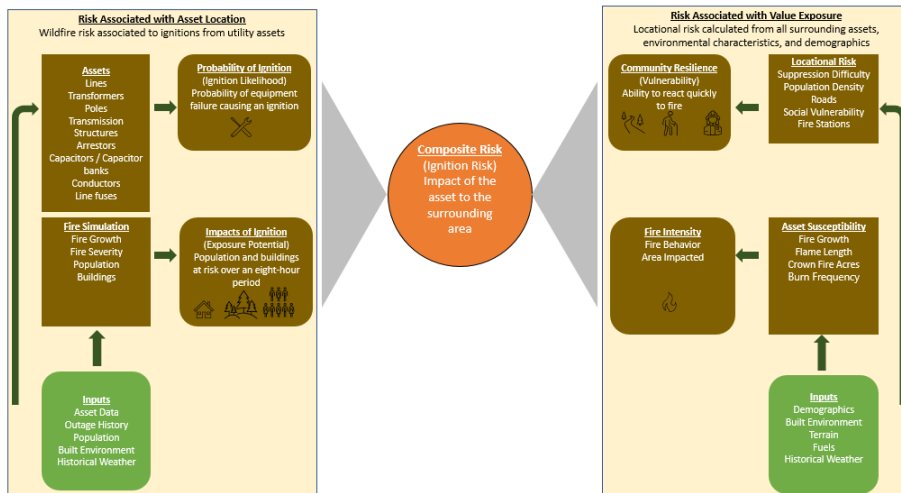 Risk Associated with Asset Location
Wildfire risk associated to ignitions from utility assets
Assets
Lines
Transformers
Poles
Transmission
Structures
Arrestors
Capacitors / Capacitor
banks
Conductors
Line fuses
Probability of Ignition
(Ignition Likelihood)
Probability of equipment
failure causing an ignition
Fire Simulation
Fire Growth
Fire Severity
Population
Buildings
Impacts of Ignition
(Exposure Potential)
Population and buildings
at risk over an eight-hour
period
Inputs
Asset Data
Outage History
Population
Built Environment
Historical Weather
Composite Risk
(Ignition Risk)
Impact of the
asset to the
surrounding
area
Risk Associated with Value Exposure
Locational risk calculated from all surrounding assets,
environmental characteristics, and demographics
Community Resilience
(Vulnerability)
Ability to react quickly
to fire
Locational Risk
Suppression Difficulty
Population Density
Roads
Social Vulnerability
Fire Stations
Fire Intensity
Fire Behavior
Area Impacted
Asset Susceptibility
Fire Growth
Flame Length
Crown Fire Acres
Burn Frequency
Inputs
Demographics
Built Environment
Terrain
Fuels
Historical Weather